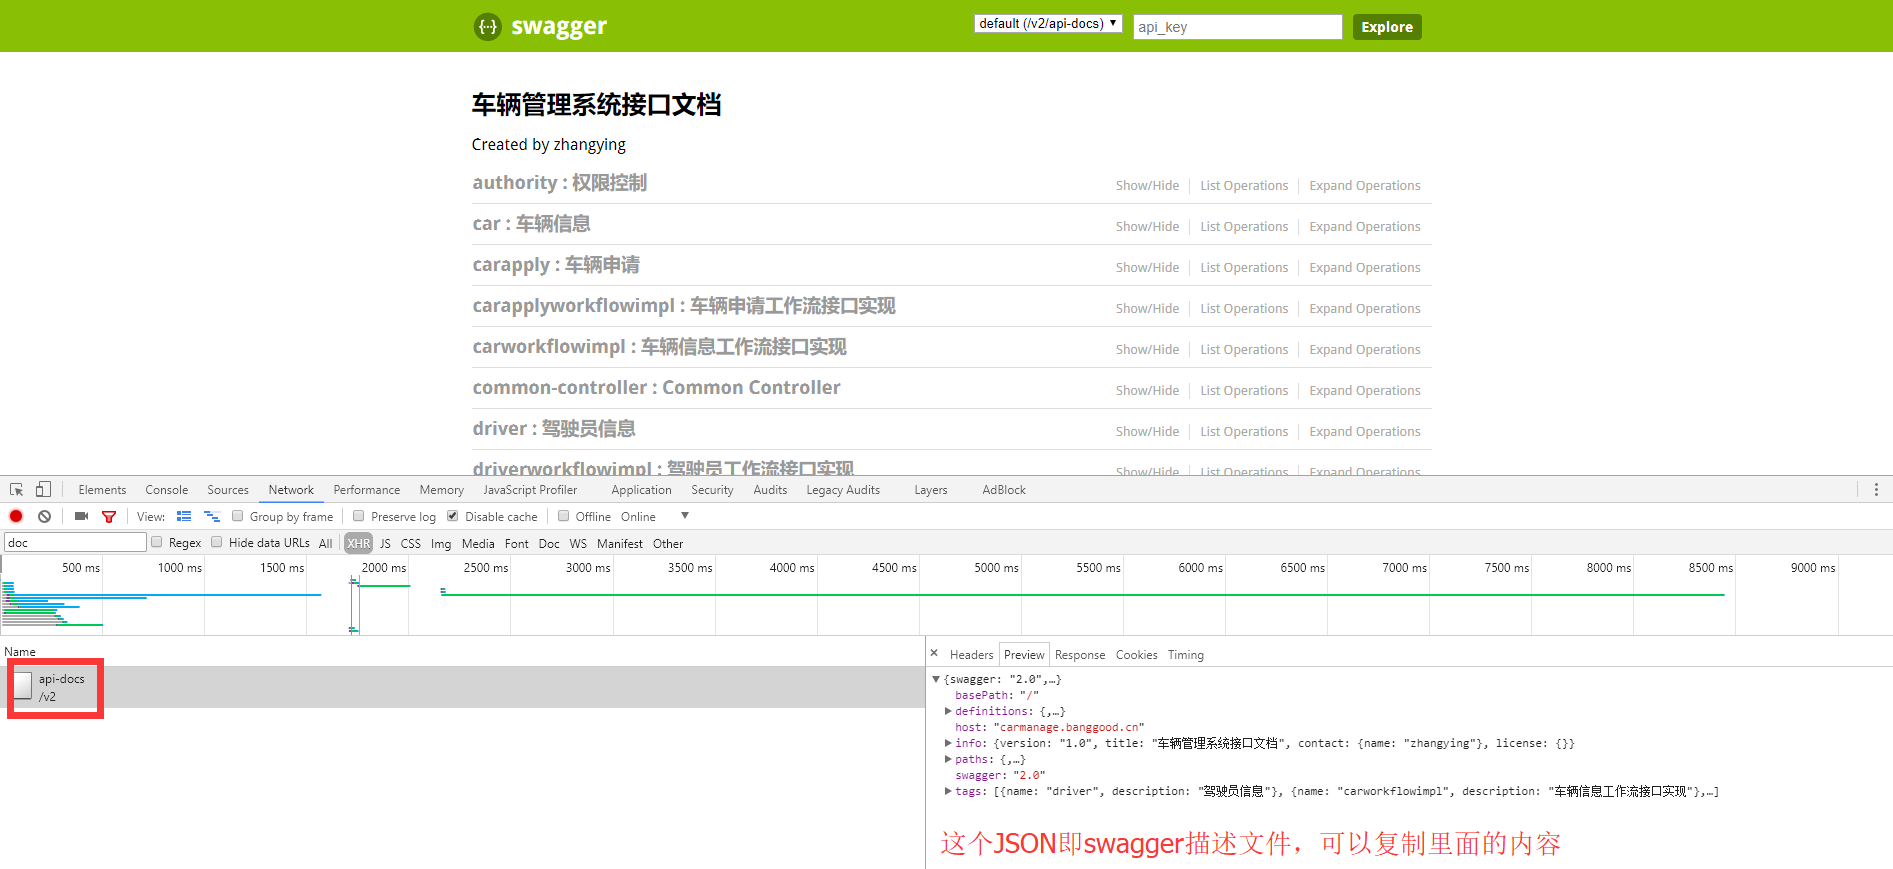 swagger
default (/v2/api-docs)
api_key
Explore
车辆管理系统接口文档
Created by zhangying
authority : 权限控制
Show/Hide List Operations Expand Operations
car : 车辆信息
Show/Hide List Operations Expand Operations
carapply : 车辆申请
Show/Hide List Operations Expand Operations
carapplyworkflowimpl : 车辆申请工作流接口实现
Show/Hide List Operations Expand Operations
carworkflowimpl : 车辆信息工作流接口实现
Show/Hide List Operations Expand Operations
common-controller : Common Controller
Show/Hide List Operations Expand Operations
driver : 驾驶员信息
Show/Hide List Operations Expand Operations
driverworkflowimpl : 驾驶员工作流接口实现
Show/Hide List Operations Expand Operations
Elements Console Sources Network Performance Memory JavaScript Profiler Application Security Audits Legacy Audits Layers AdBlock
View: Group by frame Preserve log Disable cache Offline Online
doc Regex Hide data URLs All XHR JS CSS Img Media Font Doc WS Manifest Other
500 ms 1000 ms 1500 ms 2000 ms 2500 ms 3000 ms 3500 ms 4000 ms 4500 ms 5000 ms 5500 ms 6000 ms 6500 ms 7000 ms 7500 ms 8000 ms 8500 ms 9000 ms
Name
api-docs
/v2
Headers Preview Response Cookies Timing
{swagger: "2.0",…}
basePath: "/"
definitions: {,…}
host: "carmanage.banggood.cn"
info: {version: "1.0", title: "车辆管理系统接口文档", contact: {name: "zhangying"}, license: {}}
paths: {,…}
swagger: "2.0"
tags: [{name: "driver", description: "驾驶员信息"}, {name: "carworkflowimpl", description: "车辆信息工作流接口实现"},…]
这个JSON即swagger描述文件，可以复制里面的内容